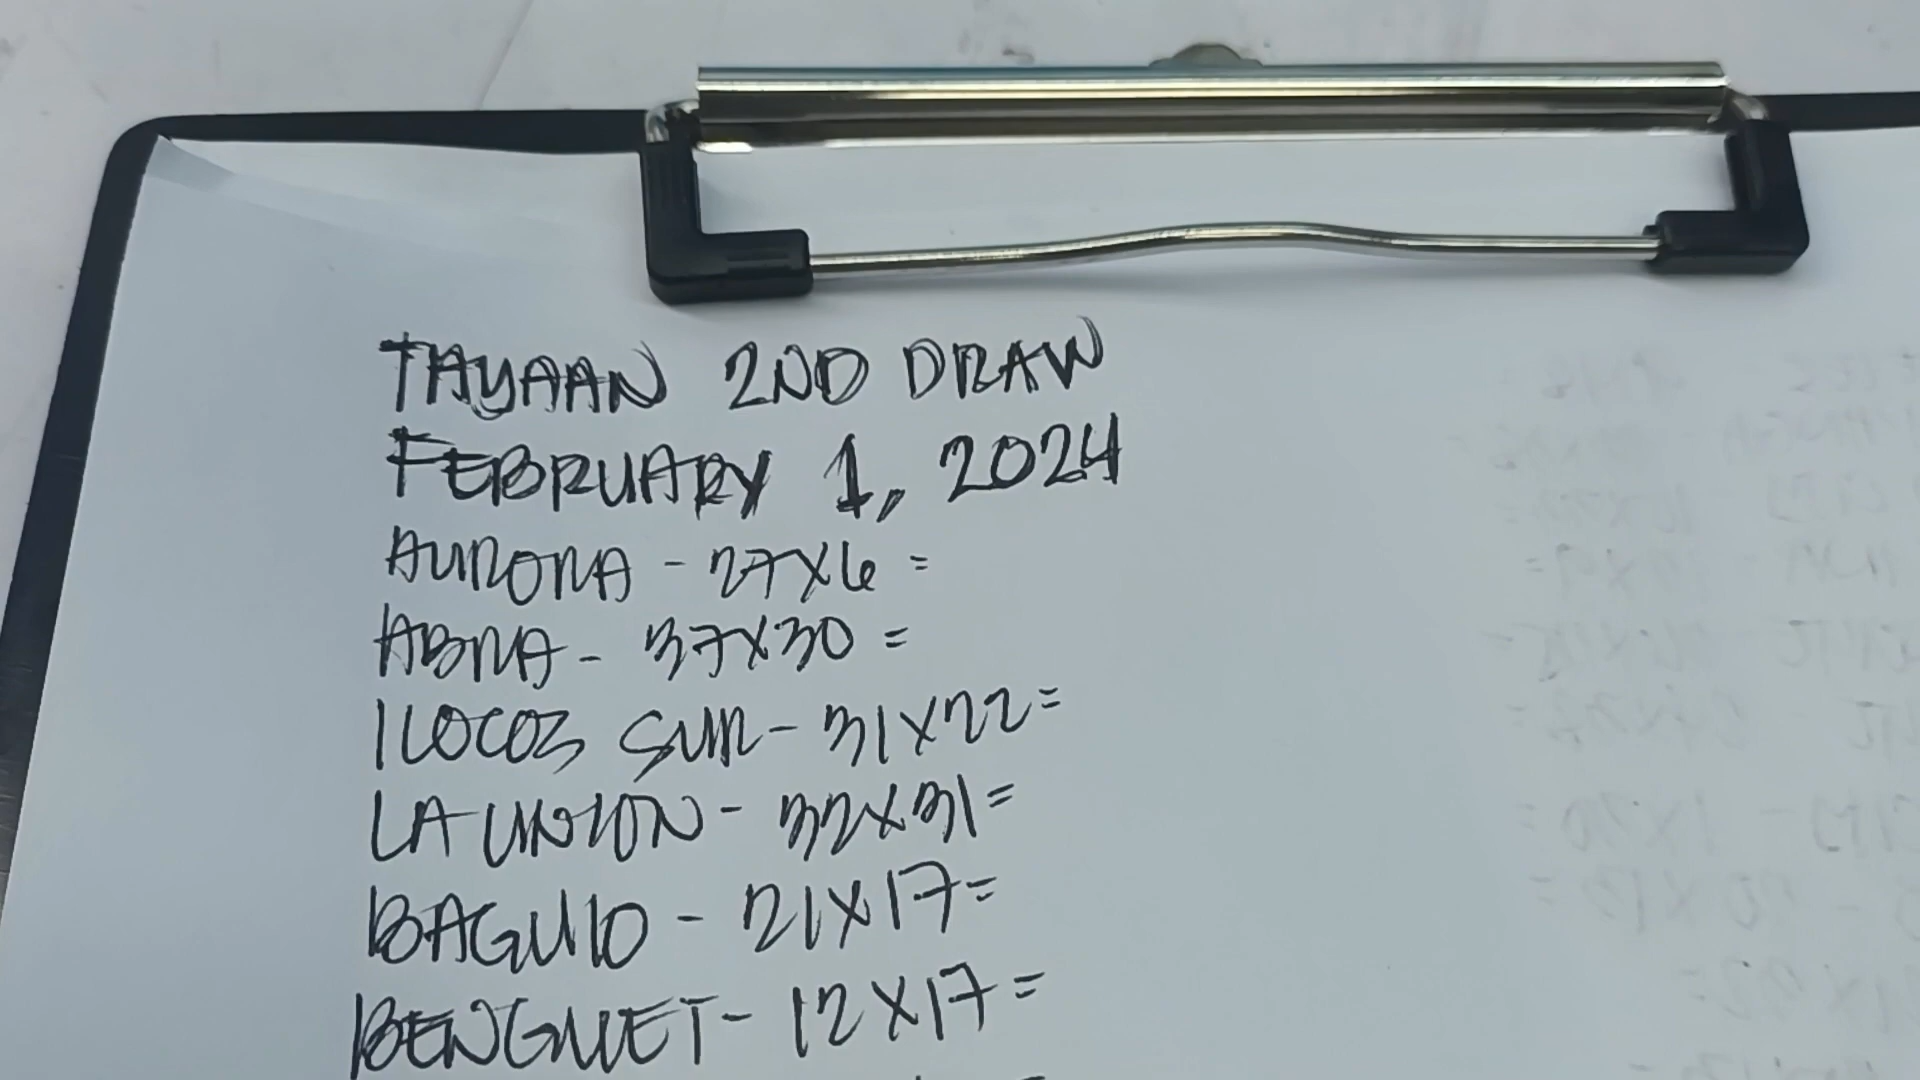 TAYAAN 2ND DRAW
FEBRUARY 1, 2024
AURORA - 27X6 =
ABRA - 37X30 =
ILOCOS SUR - 31X22 =
LA UNION - 32X31 =
BAGUIO - 21X17 =
BENGUET - 12X17 =